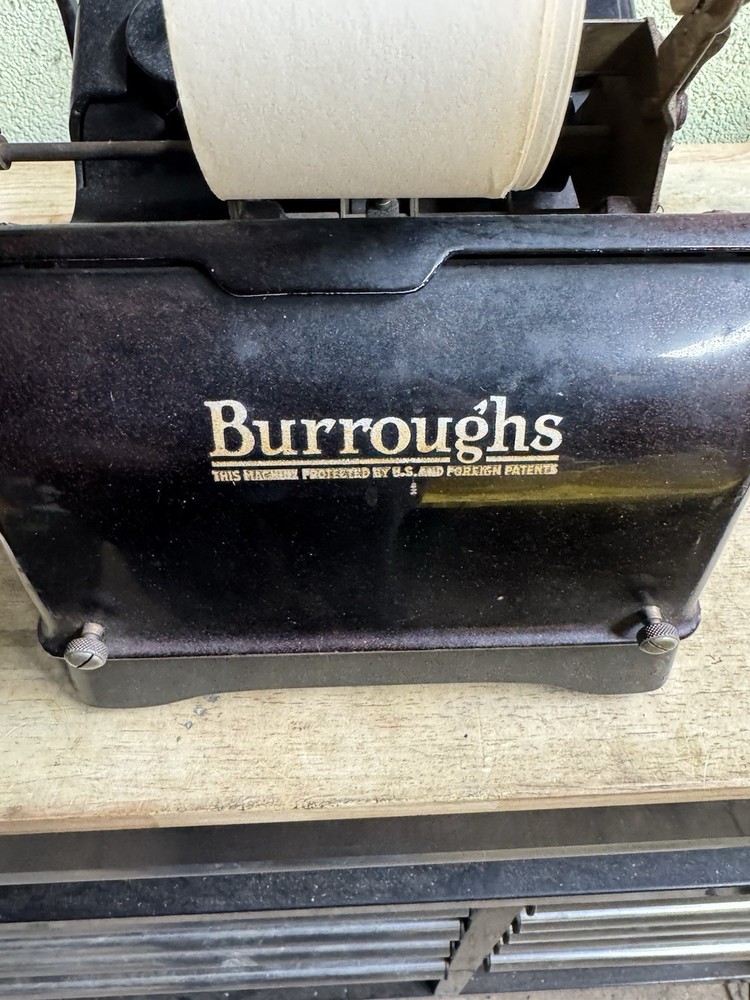 Burroughs
THIS MACHINE PROTECTED BY U.S. AND FOREIGN PATENTS